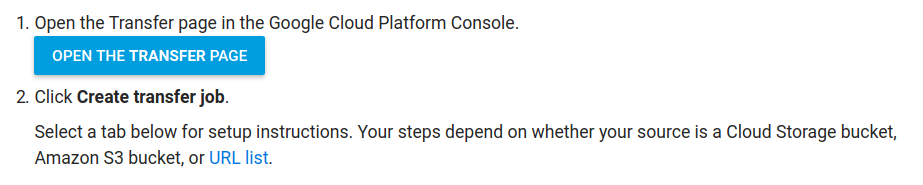 1. Open the Transfer page in the Google Cloud Platform Console.
OPEN THE TRANSFER PAGE
2. Click Create transfer job.
Select a tab below for setup instructions. Your steps depend on whether your source is a Cloud Storage bucket,
Amazon S3 bucket, or URL list.